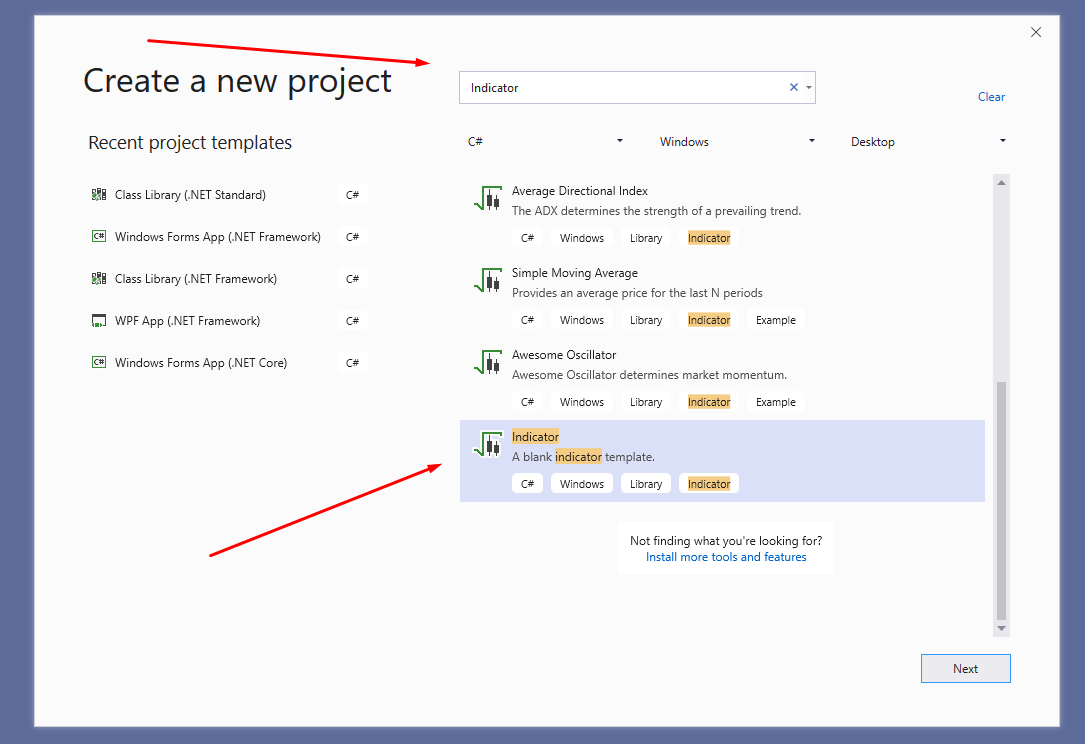 Create a new project
Indicator
Clear
Recent project templates
C# Windows Desktop
Class Library (.NET Standard) C#
Windows Forms App (.NET Framework) C#
Class Library (.NET Framework) C#
WPF App (.NET Framework) C#
Windows Forms App (.NET Core) C#
Average Directional Index
The ADX determines the strength of a prevailing trend.
C# Windows Library Indicator
Simple Moving Average
Provides an average price for the last N periods
C# Windows Library Indicator Example
Awesome Oscillator
Awesome Oscillator determines market momentum.
C# Windows Library Indicator Example
Indicator
A blank indicator template.
C# Windows Library Indicator
Not finding what you're looking for?
Install more tools and features
Next